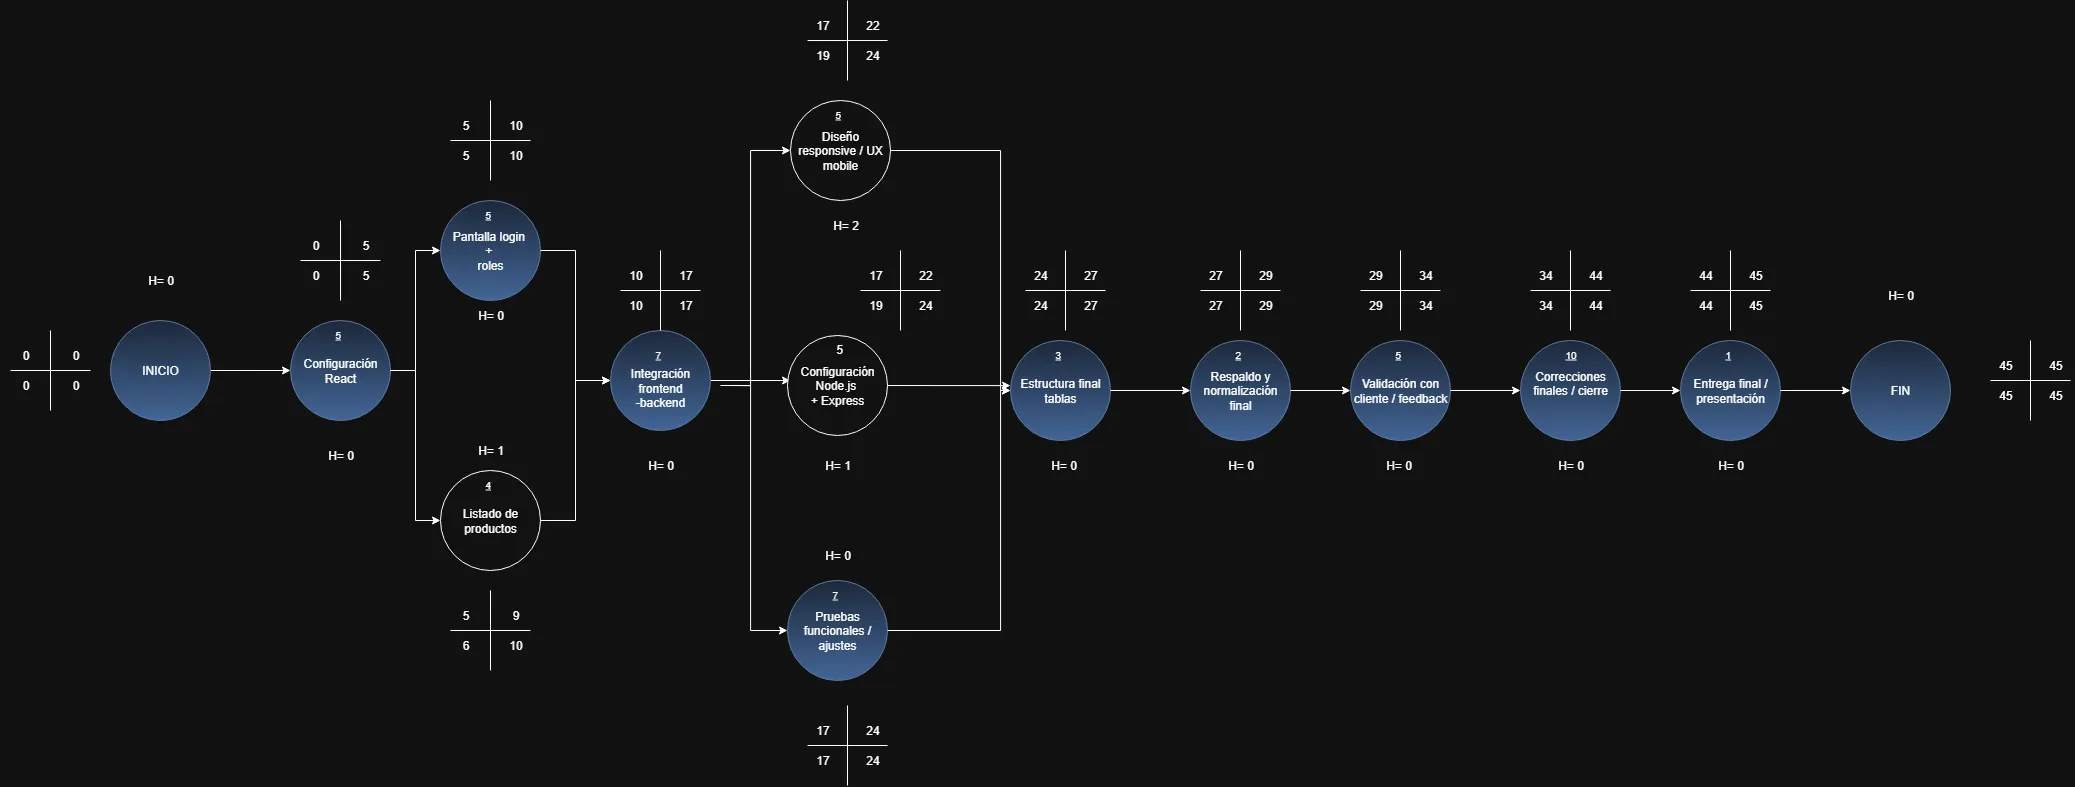 0 0
0 0
H= 0
INICIO
0 5
0 5
5
Configuración
React
H= 0
5 10
5 10
5
Pantalla login
+
roles
H= 0
H= 1
4
Listado de
productos
5 9
6 10
10 17
10 17
7
Integración
frontend
-backend
H= 0
17 22
19 24
5
Diseño
responsive / UX
mobile
H= 2
17 22
19 24
5
Configuración
Node.js
+ Express
H= 1
H= 0
7
Pruebas
funcionales /
ajustes
17 24
17 24
24 27
24 27
3
Estructura final
tablas
H= 0
27 29
27 29
2
Respaldo y
normalización
final
H= 0
29 34
29 34
5
Validación con
cliente / feedback
H= 0
34 44
34 44
10
Correcciones
finales / cierre
H= 0
44 45
44 45
1
Entrega final /
presentación
H= 0
H= 0
FIN
45 45
45 45